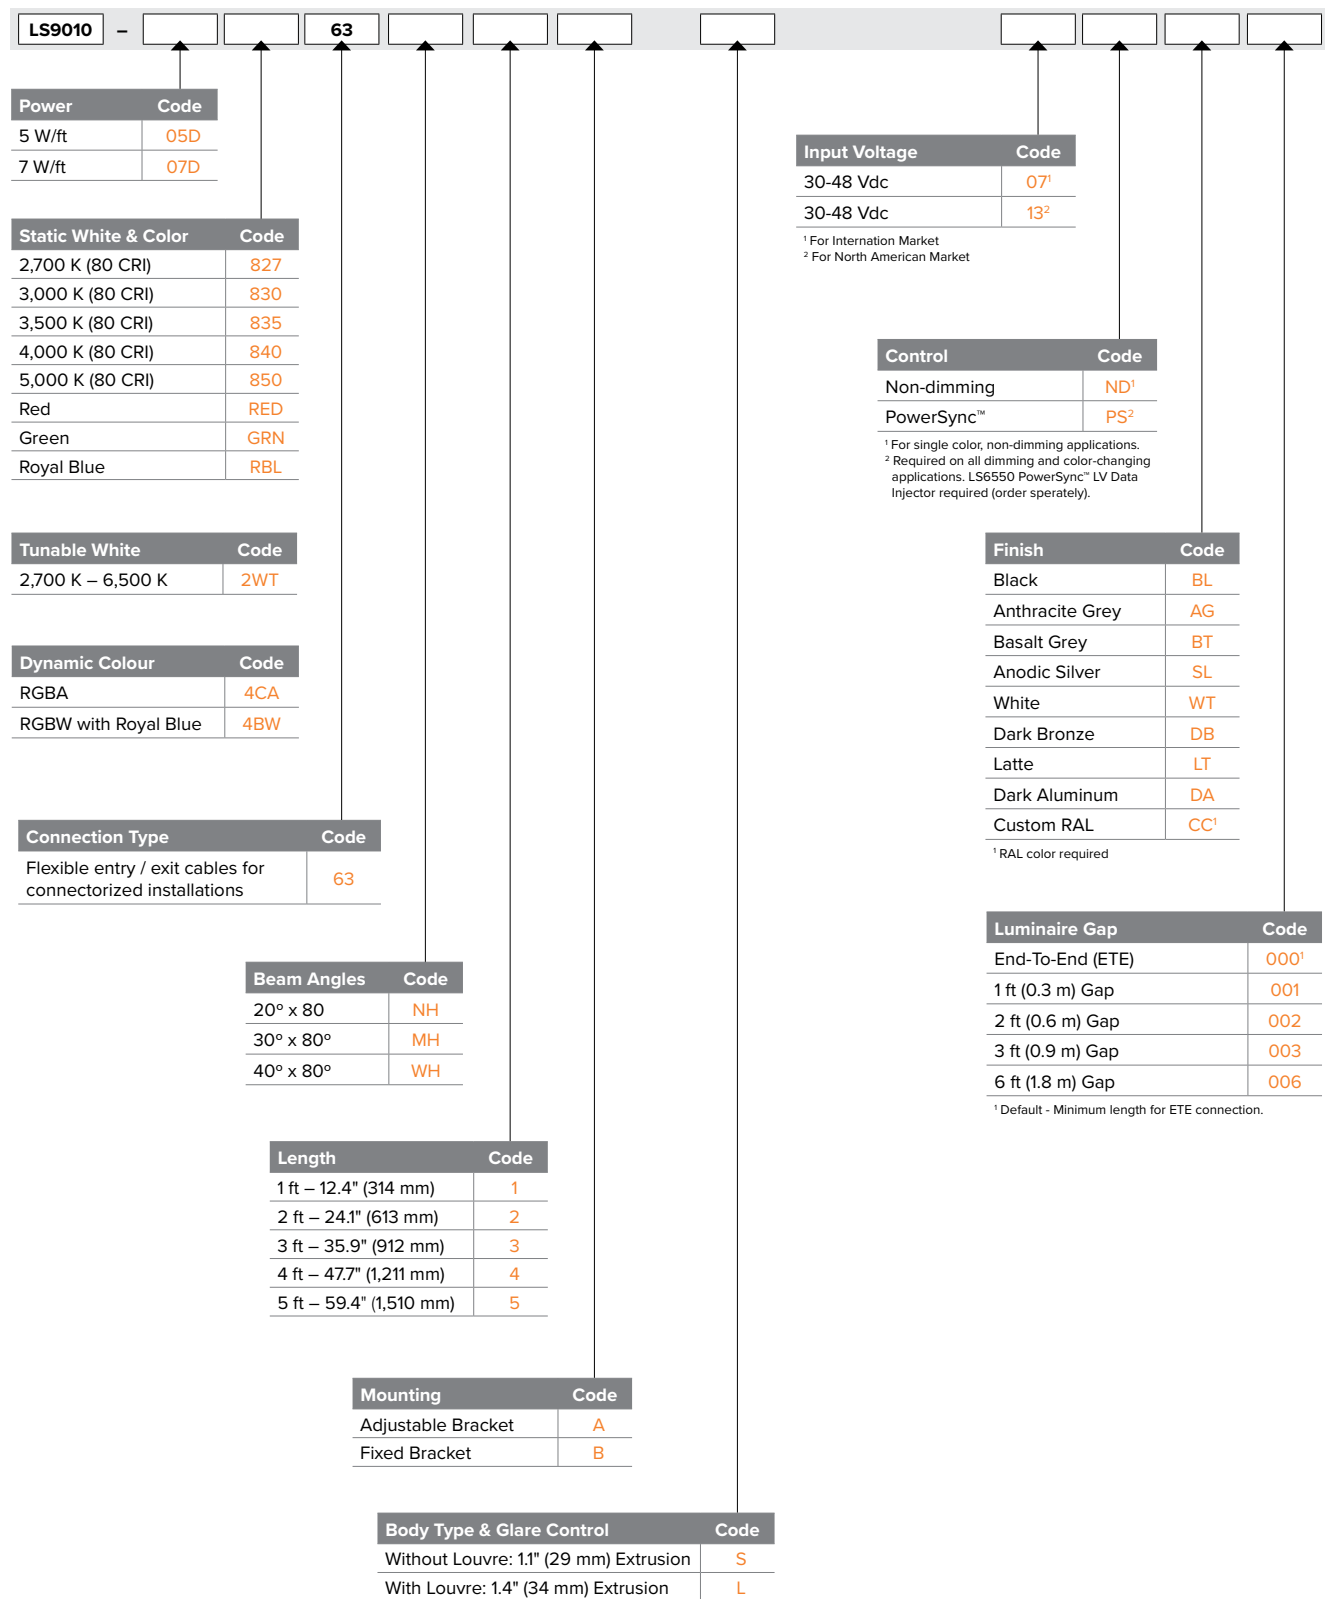 LS9010 – 63
Power Code
5 W/ft 05D
7 W/ft 07D
Static White & Color Code
2,700 K (80 CRI) 827
3,000 K (80 CRI) 830
3,500 K (80 CRI) 835
4,000 K (80 CRI) 840
5,000 K (80 CRI) 850
Red RED
Green GRN
Royal Blue RBL
Tunable White Code
2,700 K – 6,500 K 2WT
Dynamic Colour Code
RGBA 4CA
RGBW with Royal Blue 4BW
Connection Type Code
Flexible entry / exit cables for
connectorized installations 63
Beam Angles Code
20º x 80 NH
30º x 80º MH
40º x 80º WH
Length Code
1 ft – 12.4" (314 mm) 1
2 ft – 24.1" (613 mm) 2
3 ft – 35.9" (912 mm) 3
4 ft – 47.7" (1,211 mm) 4
5 ft – 59.4" (1,510 mm) 5
Mounting Code
Adjustable Bracket A
Fixed Bracket B
Body Type & Glare Control Code
Without Louvre: 1.1" (29 mm) Extrusion S
With Louvre: 1.4" (34 mm) Extrusion L
Input Voltage Code
30-48 Vdc 07¹
30-48 Vdc 13²
¹ For Internation Market
² For North American Market
Control Code
Non-dimming ND¹
PowerSync™ PS²
¹ For single color, non-dimming applications.
² Required on all dimming and color-changing
applications. LS6550 PowerSync™ LV Data
Injector required (order sperately).
Finish Code
Black BL
Anthracite Grey AG
Basalt Grey BT
Anodic Silver SL
White WT
Dark Bronze DB
Latte LT
Dark Aluminum DA
Custom RAL CC¹
¹ RAL color required
Luminaire Gap Code
End-To-End (ETE) 000¹
1 ft (0.3 m) Gap 001
2 ft (0.6 m) Gap 002
3 ft (0.9 m) Gap 003
6 ft (1.8 m) Gap 006
¹ Default - Minimum length for ETE connection.